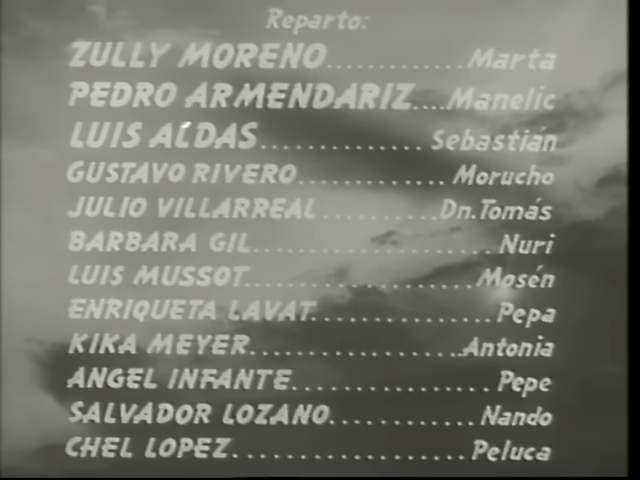 Reparto:
ZULLY MORENO............Marta
PEDRO ARMENDARIZ....Manelic
LUIS ALDAS..............Sebastián
GUSTAVO RIVERO............Morucho
JULIO VILLARREAL..........Dn.Tomás
BARBARA GIL....................Nuri
LUIS MUSSOT...................Mosén
ENRIQUETA LAVAT...............Pepa
KIKA MEYER.................Antonia
ANGEL INFANTE................Pepe
SALVADOR LOZANO............Nando
CHEL LOPEZ...................Peluca